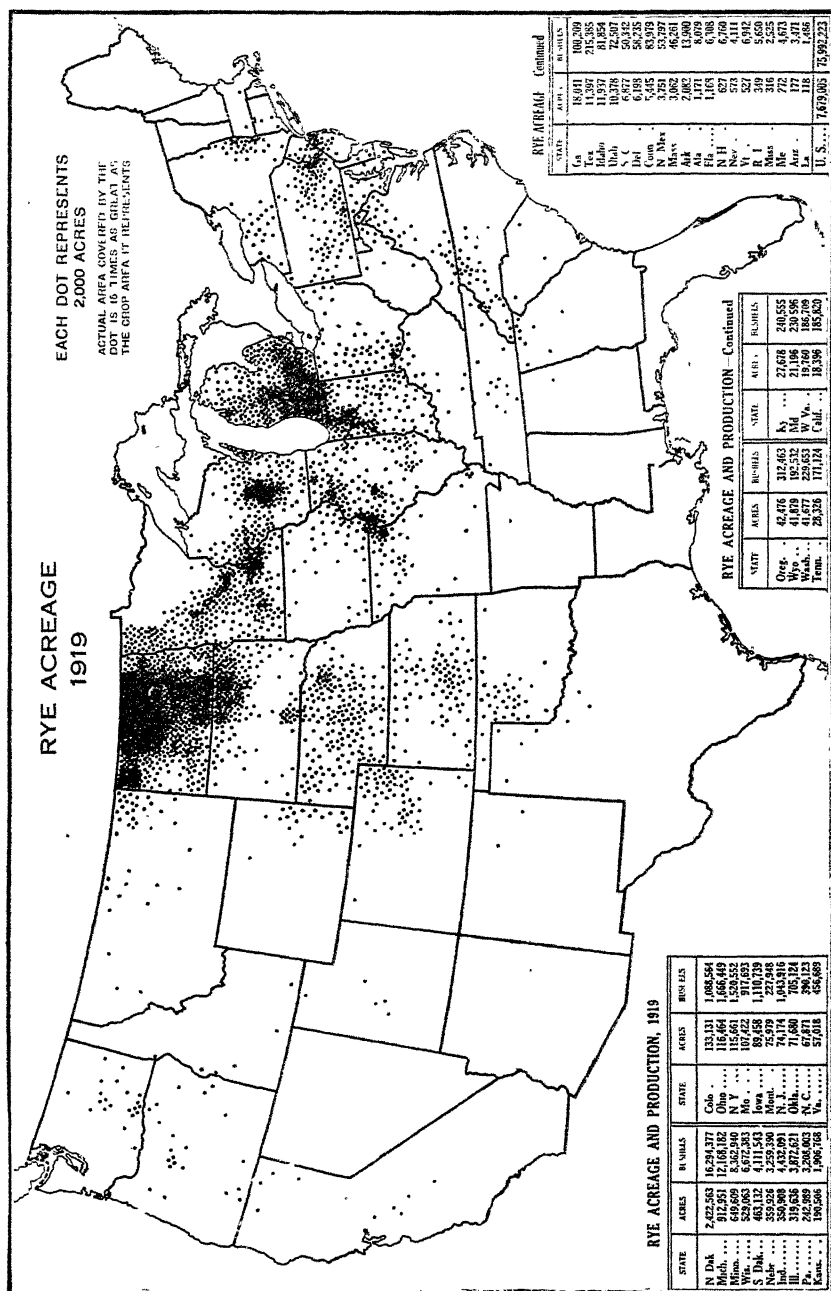 RYE ACREAGE
1919
EACH DOT REPRESENTS
2,000 ACRES
ACTUAL AREA COVERED BY THE
DOT IS 16 TIMES AS GREAT AS
THE CROP AREA IT REPRESENTS
RYE ACREAGE AND PRODUCTION, 1919
STATE ACRES BUSHELS STATE ACRES BUSHELS
N Dak 2,422,563 16,294,377 Colo. 133,131 1,088,564
Mich. ... 912,951 12,168,182 Ohio .... 116,464 1,666,449
Minn. ... 649,609 8,362,940 N Y ... 115,661 1,520,552
Wis. ... 529,063 6,672,383 Mo. ... 107,422 917,693
S Dak... 463,132 4,111,543 Iowa .... 89,458 1,110,739
Nebr ... 359,926 3,259,390 Mont. ... 75,979 227,948
Ind...... 350,908 4,432,091 N. J..... 74,174 1,043,916
Ill....... 319,636 3,872,621 Okla..... 71,680 705,124
Pa....... 242,989 3,208,003 N. C..... 67,871 390,123
Kans.... 190,506 1,906,768 Va....... 57,018 456,689
RYE ACREAGE AND PRODUCTION—Continued
STATE ACRES BUSHELS STATE ACRES BUSHELS
Oreg. . 42,476 312,463 Ky ... 27,678 240,555
Wyo ... 41,879 192,532 Md 21,196 230 596
Wash... 41,677 229,653 W Va. . 19,760 186,709
Tenn. . 28,326 171,124 Calif. .. 18,396 185,820
RYE ACREAGE Continued
STATE ACRES BUSHELS
Ga 18,041 100,209
Tex 11,397 215,385
Idaho 11,937 81,854
Utah 10,378 72,507
S C 6,877 50,342
Del 6,193 58,235
Conn 5,445 83,979
N. Mex 3,751 53,797
Mass 3,062 46,261
Ark 2,082 13,900
Ala 1,171 8,079
Fla .... 1,163 6,308
N H 627 6,760
Nev. 573 4,111
Vt 527 6,912
R I 349 5,650
Miss 316 2,525
Me 272 4,673
Ariz. . 177 3,471
La 118 1,486
U. S... 7,679,005 75,992,223